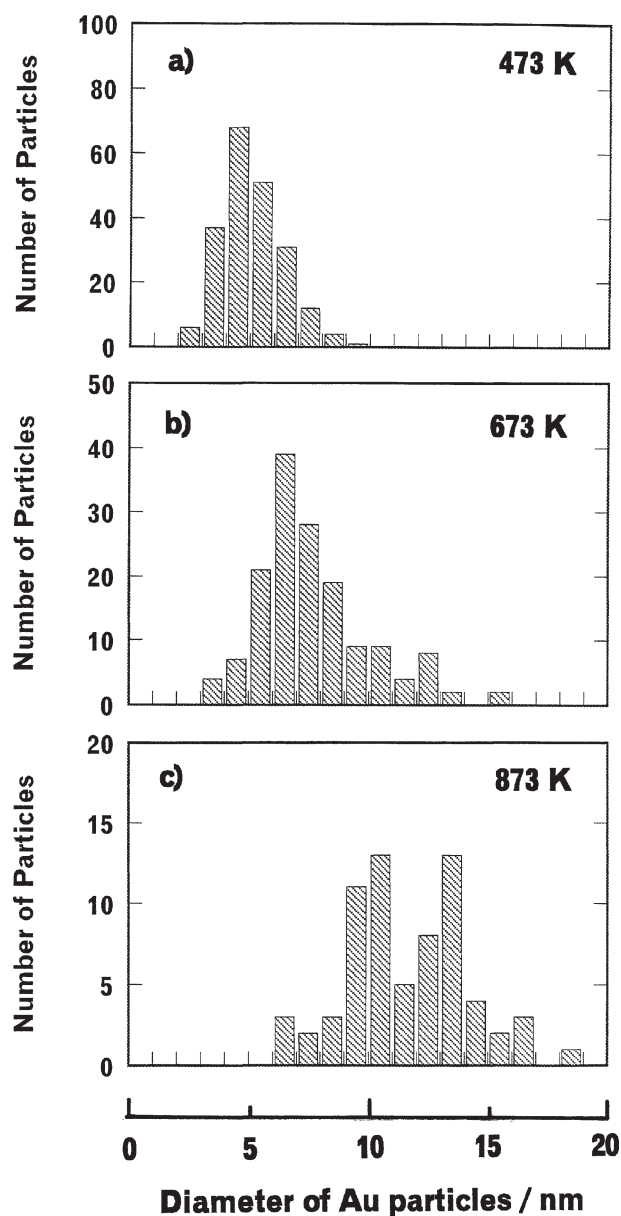 a)
473 K
Number of Particles
100
80
60
40
20
0
b)
673 K
Number of Particles
50
40
30
20
10
0
c)
873 K
Number of Particles
20
15
10
5
0
0 5 10 15 20
Diameter of Au particles / nm